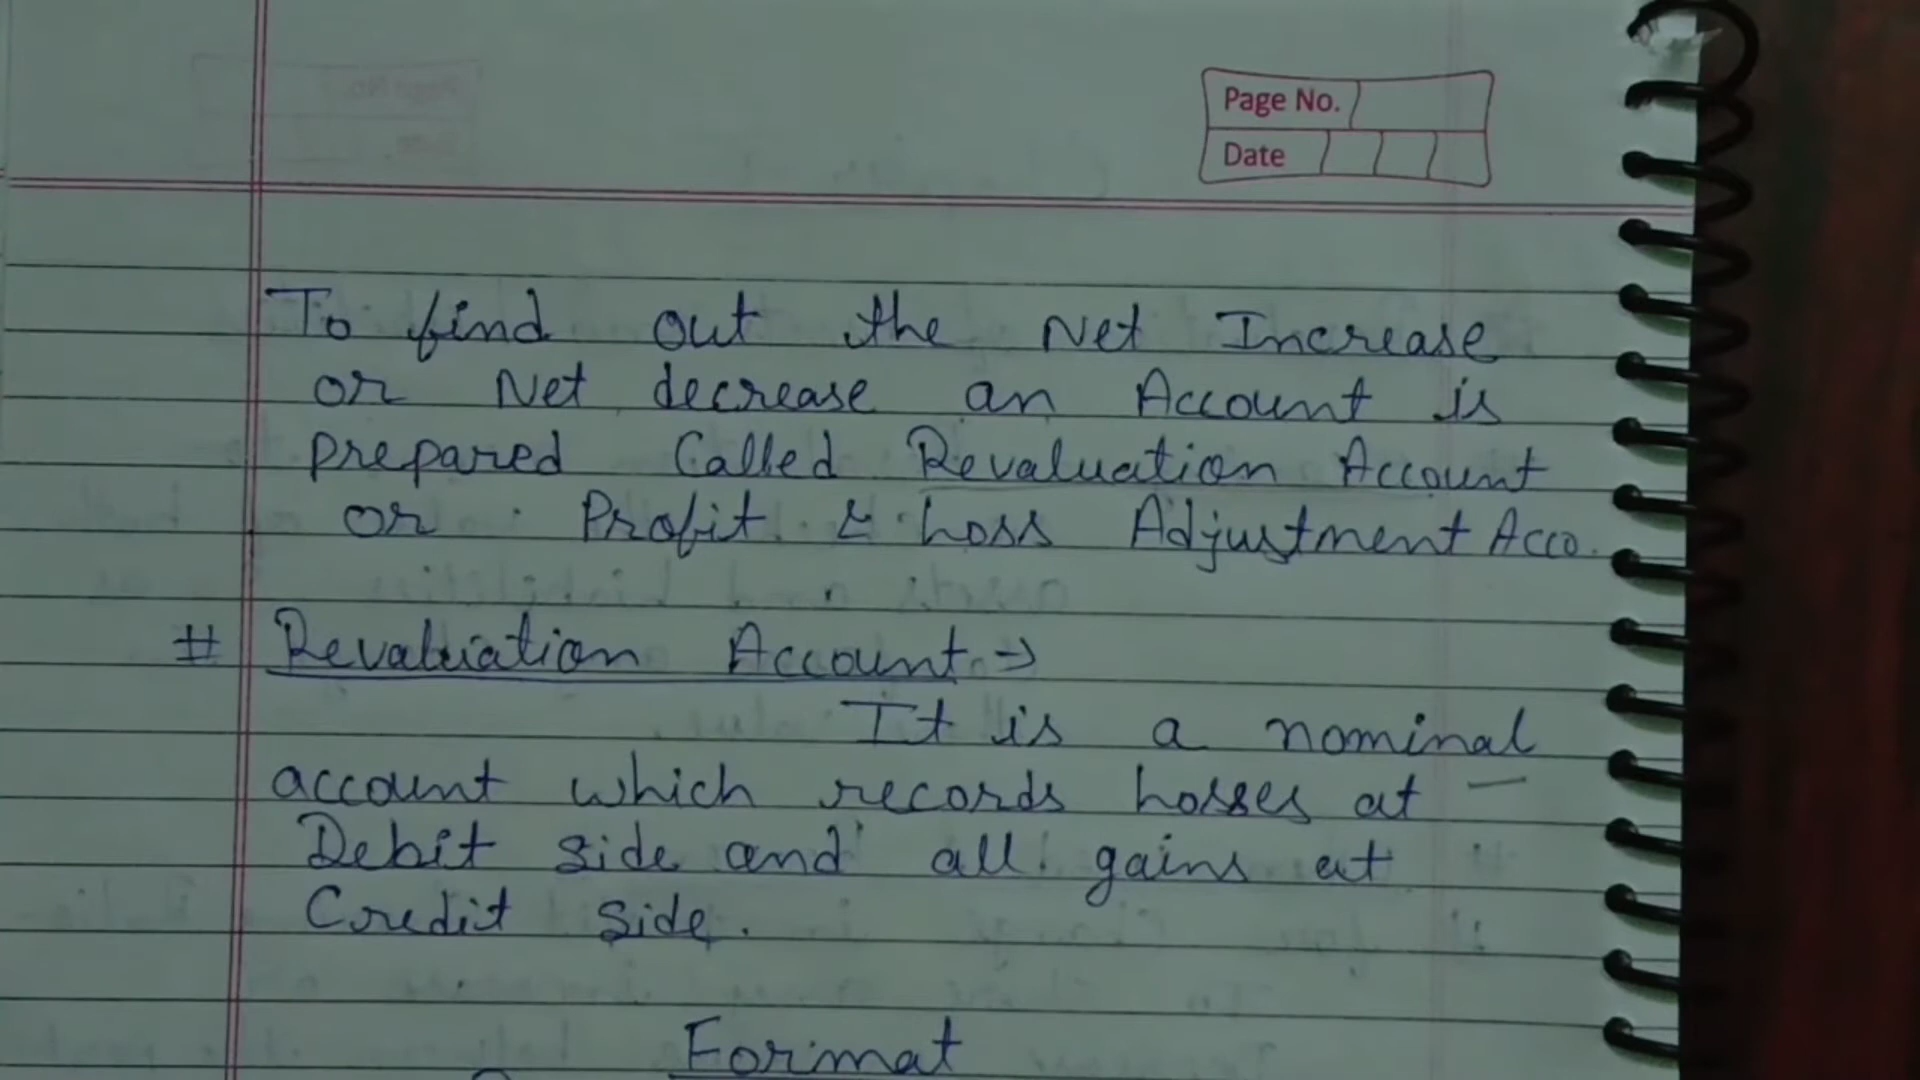 Page No.
Date
To find out the Net Increase
or Net decrease an Account is
prepared Called Revaluation Account
or Profit & Loss Adjustment Acco.
# Revaluation Account →
It is a nominal
account which records Losses at
Debit side and all gains at
Credit side.
Format